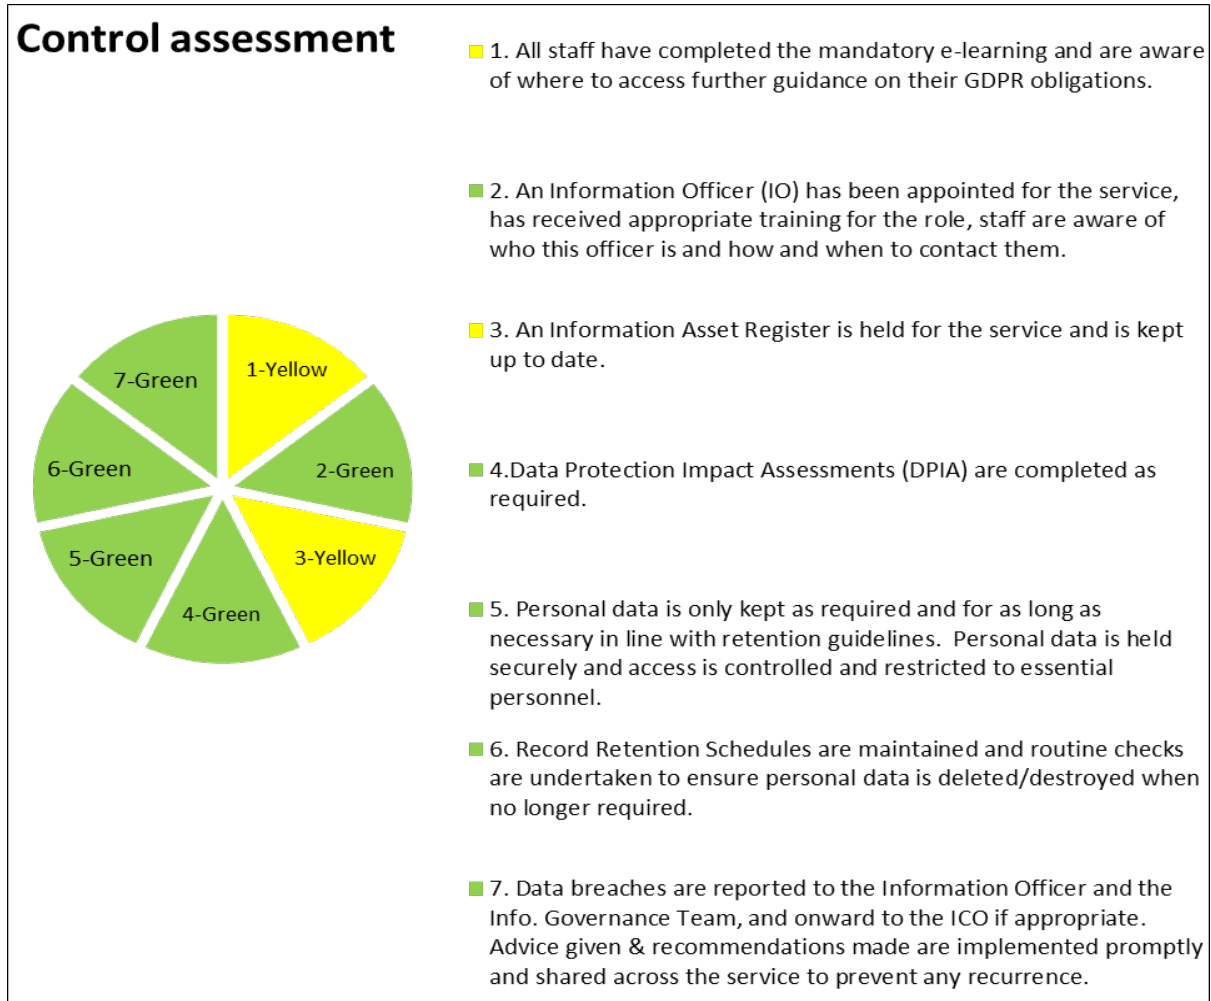 Control assessment
1. All staff have completed the mandatory e-learning and are aware
of where to access further guidance on their GDPR obligations.
2. An Information Officer (IO) has been appointed for the service,
has received appropriate training for the role, staff are aware of
who this officer is and how and when to contact them.
3. An Information Asset Register is held for the service and is kept
up to date.
4.Data Protection Impact Assessments (DPIA) are completed as
required.
5. Personal data is only kept as required and for as long as
necessary in line with retention guidelines.  Personal data is held
securely and access is controlled and restricted to essential
personnel.
6. Record Retention Schedules are maintained and routine checks
are undertaken to ensure personal data is deleted/destroyed when
no longer required.
7. Data breaches are reported to the Information Officer and the
Info. Governance Team, and onward to the ICO if appropriate.
Advice given & recommendations made are implemented promptly
and shared across the service to prevent any recurrence.
1-Yellow
2-Green
3-Yellow
4-Green
5-Green
6-Green
7-Green